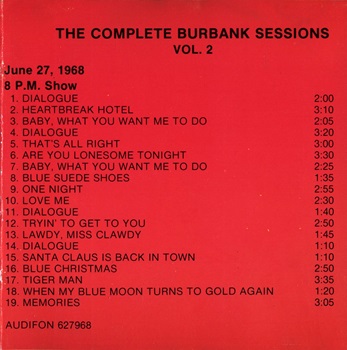 THE COMPLETE BURBANK SESSIONS
VOL. 2
June 27, 1968
8 P.M. Show
1. DIALOGUE 2:00
2. HEARTBREAK HOTEL 3:10
3. BABY, WHAT YOU WANT ME TO DO 2:05
4. DIALOGUE 3:20
5. THAT'S ALL RIGHT 3:00
6. ARE YOU LONESOME TONIGHT 3:30
7. BABY, WHAT YOU WANT ME TO DO 2:25
8. BLUE SUEDE SHOES 1:35
9. ONE NIGHT 2:55
10. LOVE ME 2:30
11. DIALOGUE 1:40
12. TRYIN' TO GET TO YOU 2:50
13. LAWDY, MISS CLAWDY 1:45
14. DIALOGUE 1:10
15. SANTA CLAUS IS BACK IN TOWN 1:10
16. BLUE CHRISTMAS 2:50
17. TIGER MAN 3:35
18. WHEN MY BLUE MOON TURNS TO GOLD AGAIN 1:20
19. MEMORIES 3:05
AUDIFON 627968